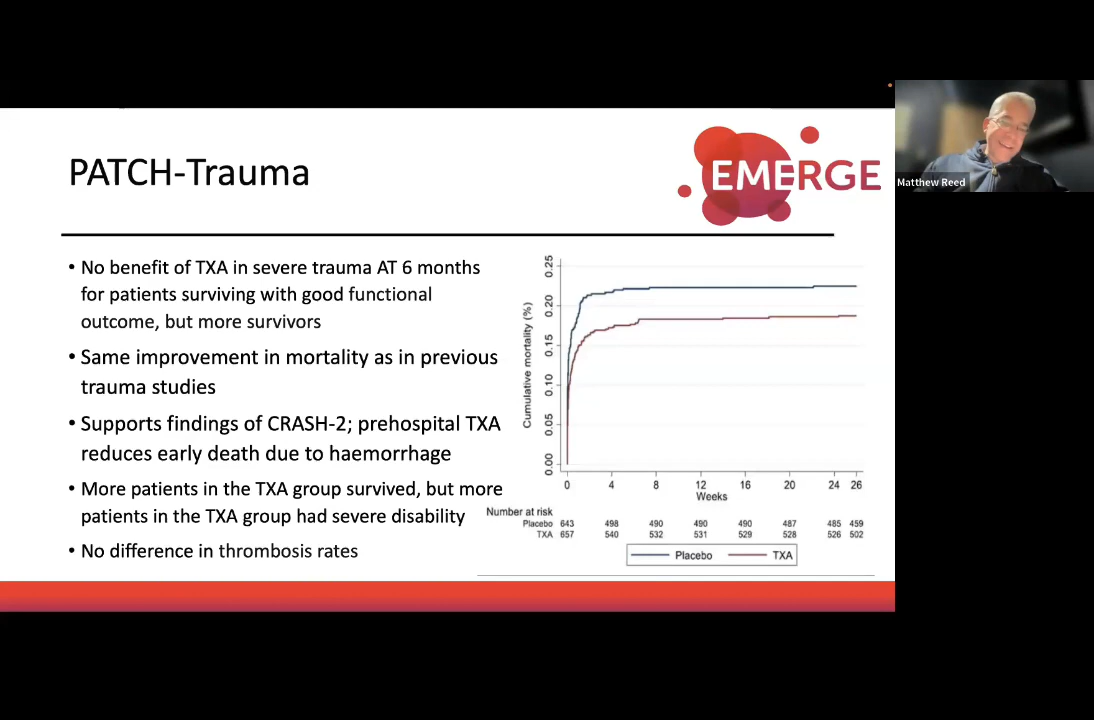 PATCH-Trauma
EMERGE
Matthew Reed
• No benefit of TXA in severe trauma AT 6 months
for patients surviving with good functional
outcome, but more survivors
• Same improvement in mortality as in previous
trauma studies
• Supports findings of CRASH-2; prehospital TXA
reduces early death due to haemorrhage
• More patients in the TXA group survived, but more
patients in the TXA group had severe disability
• No difference in thrombosis rates
Cumulative mortality (%)
0.25
0.20
0.15
0.10
0.05
0.00
0 4 8 12 16 20 24 26
Weeks
Number at risk
Placebo 643 498 490 490 490 487 485 459
TXA 657 540 532 531 529 528 526 502
Placebo TXA